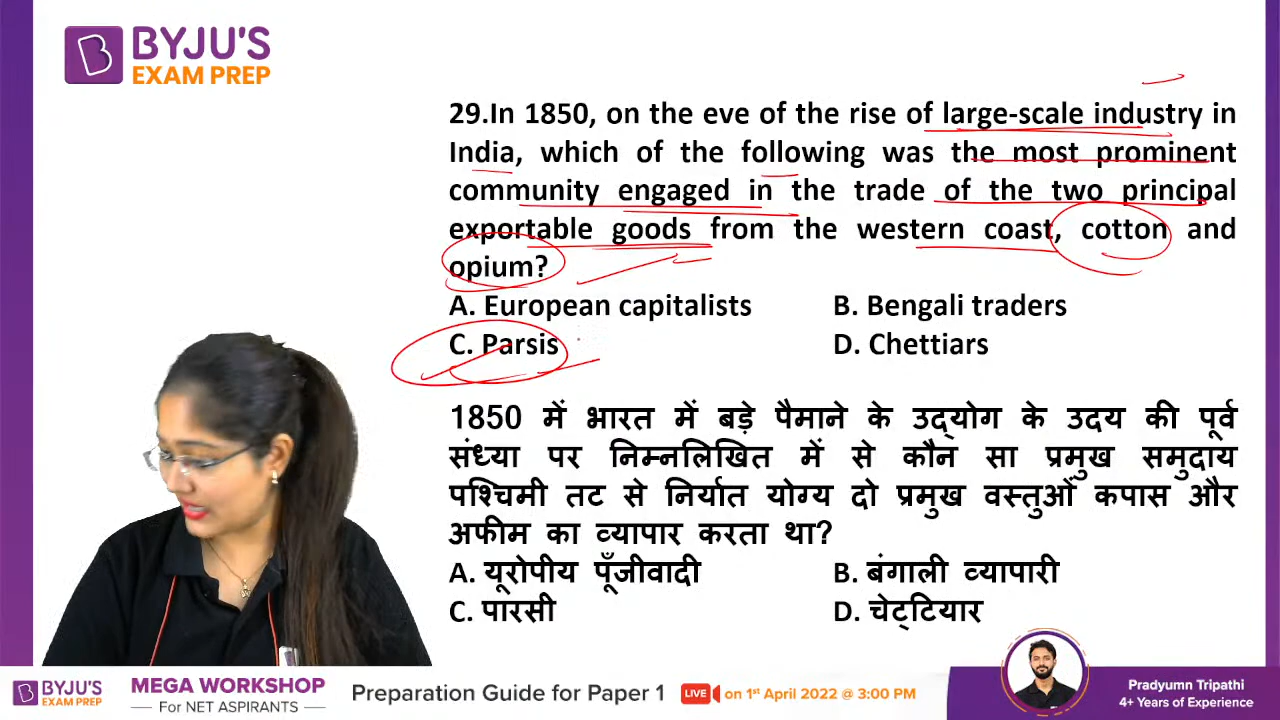 BYJU'S
EXAM PREP
29.In 1850, on the eve of the rise of large-scale industry in
India, which of the following was the most prominent
community engaged in the trade of the two principal
exportable goods from the western coast, cotton and
opium?
A. European capitalists B. Bengali traders
C. Parsis D. Chettiars
1850 में भारत में बड़े पैमाने के उद्योग के उदय की पूर्व
संध्या पर निम्नलिखित में से कौन सा प्रमुख समुदाय
पश्चिमी तट से निर्यात योग्य दो प्रमुख वस्तुओं कपास और
अफीम का व्यापार करता था?
A. यूरोपीय पूँजीवादी B. बंगाली व्यापारी
C. पारसी D. चेट्टियार
BYJU'S
EXAM PREP
MEGA WORKSHOP
For NET ASPIRANTS
Preparation Guide for Paper 1 LIVE on 1st April 2022 @ 3:00 PM
Pradyumn Tripathi
4+ Years of Experience